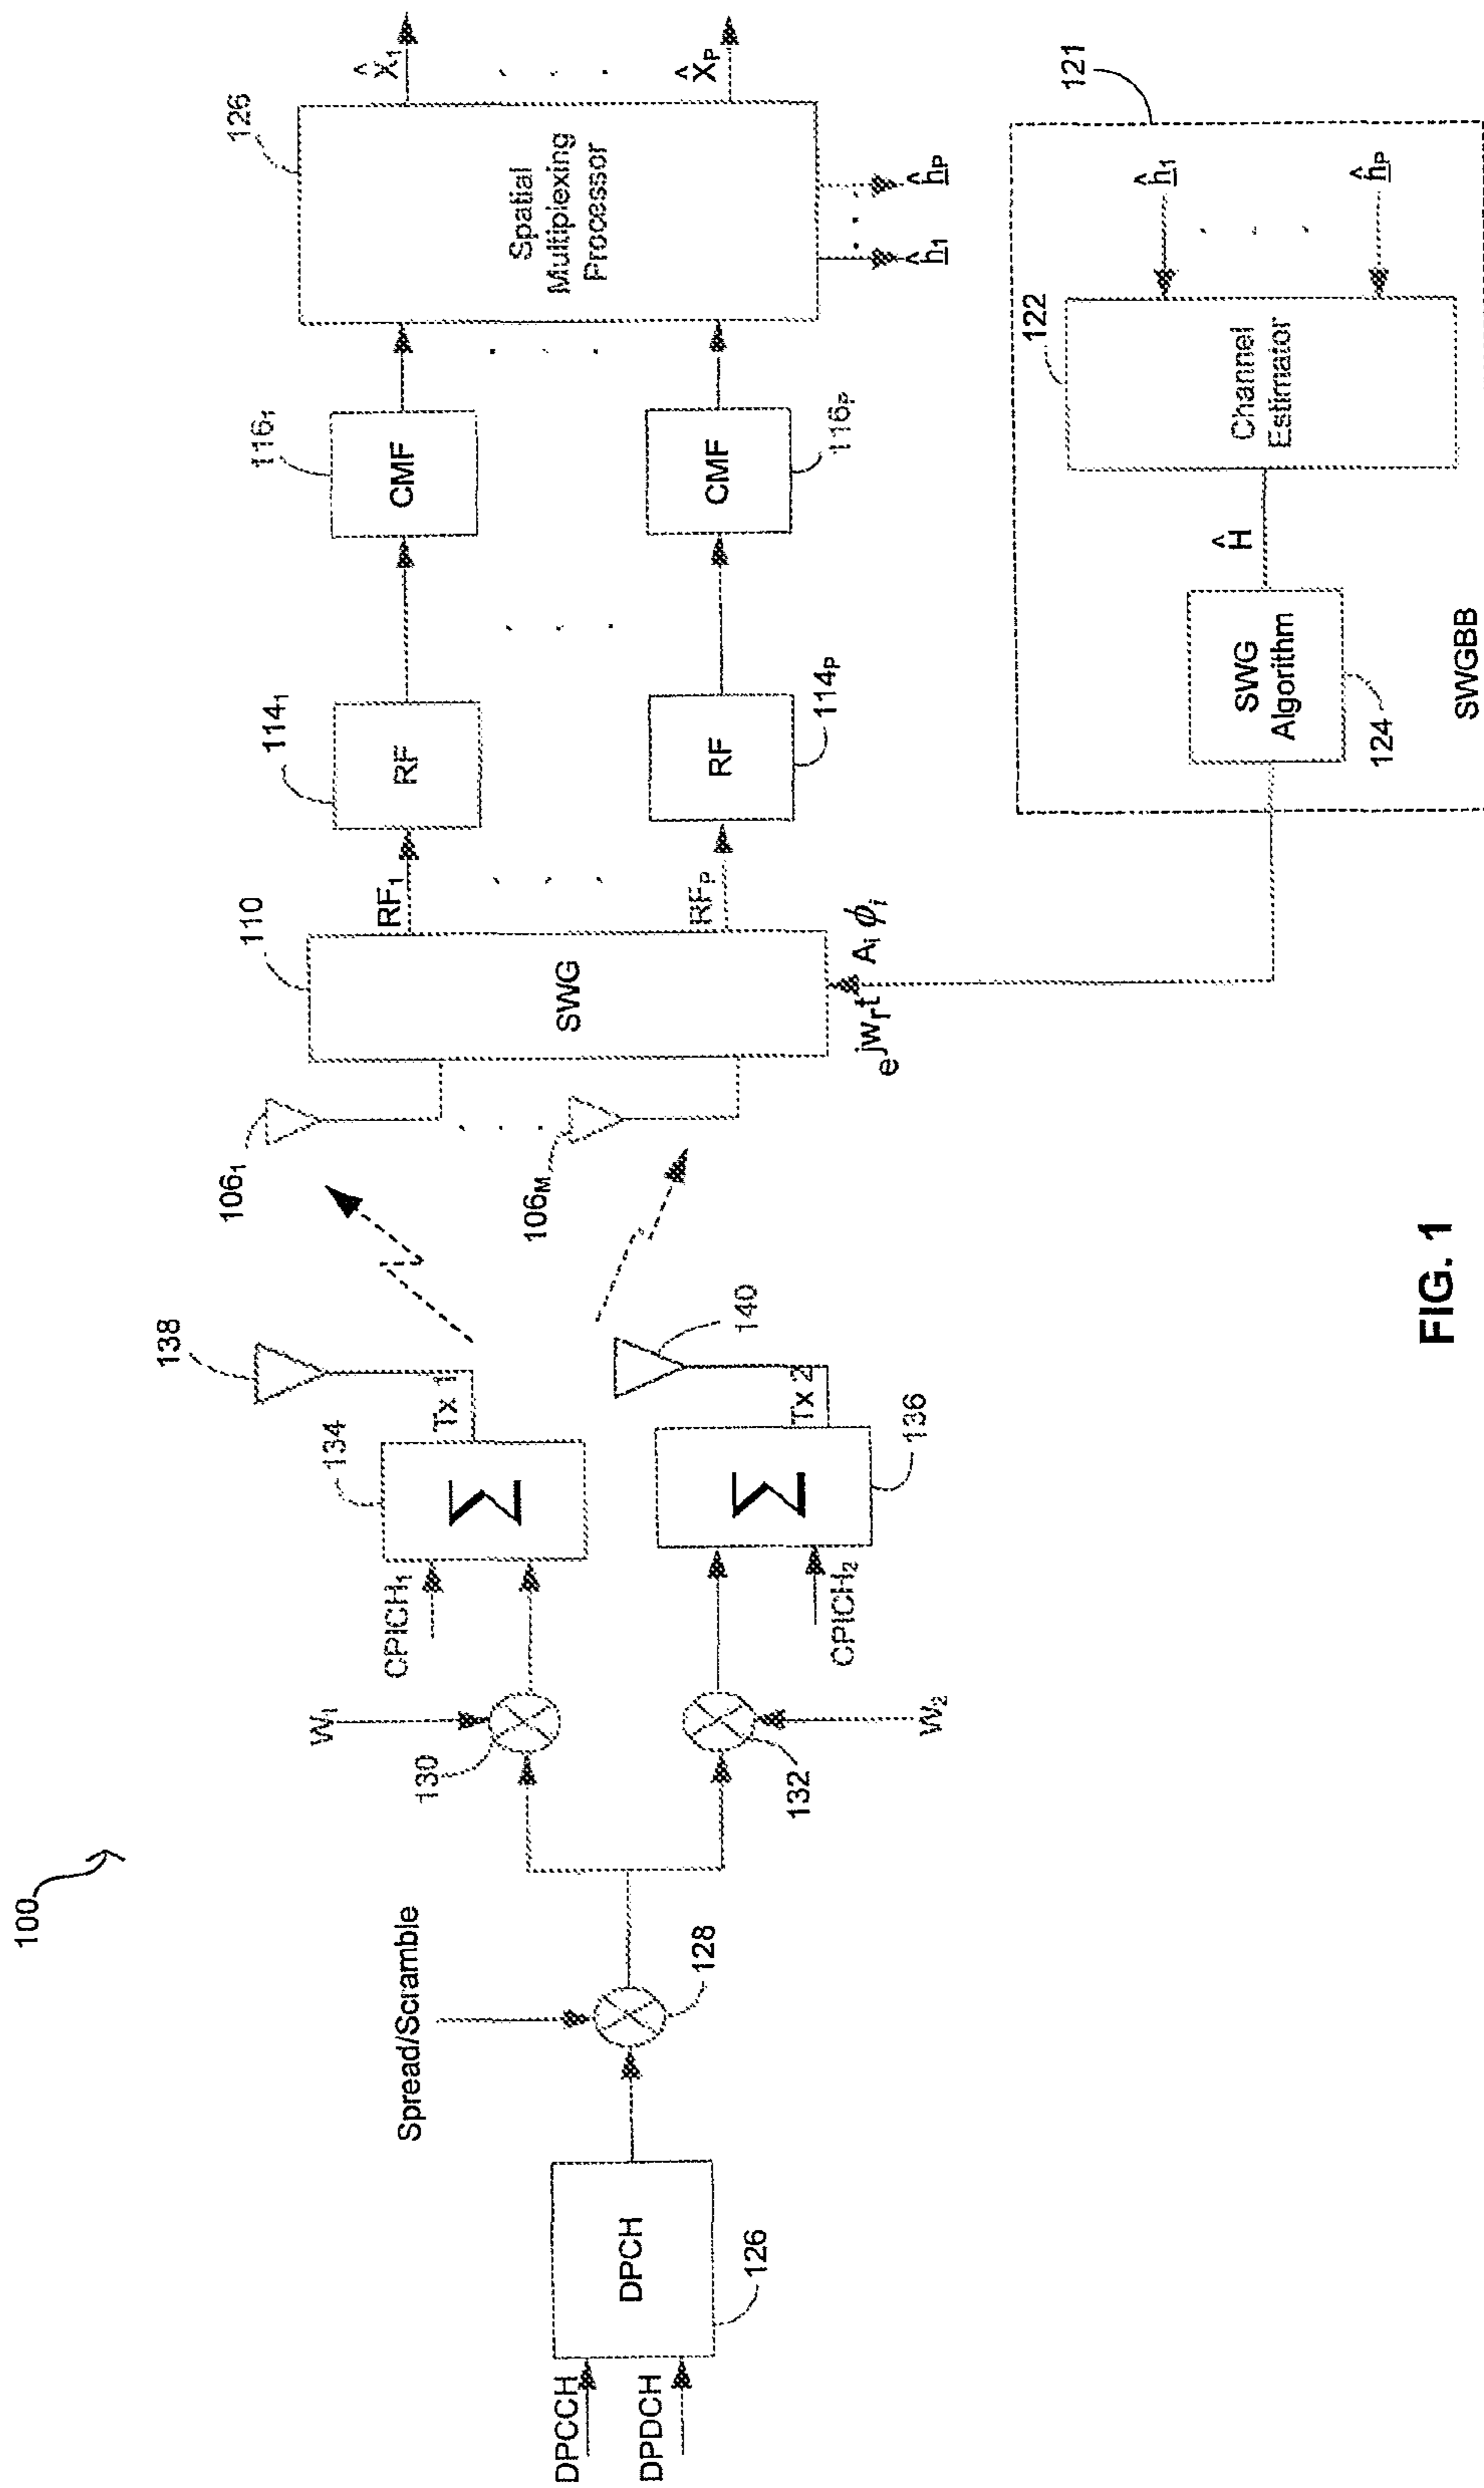 100
DPCCH
DPDCH
DPCH
126
Spread/Scramble
128
W₁
130
132
W₂
CPICH₁
134
Σ
Tx 1
138
CPICH₂
136
Σ
Tx 2
140
106₁
106M
110
SWG
RF₁
RFP
e^jwrt Aᵢ ϕᵢ
114₁
RF
114P
RF
116₁
CMF
116P
CMF
126
Spatial
Multiplexing
Processor
X̂₁
X̂P
ĥ₁
ĥP
121
122
Channel
Estimator
ĥ₁
ĥP
Ĥ
SWG
Algorithm
124
SWGBB
FIG. 1